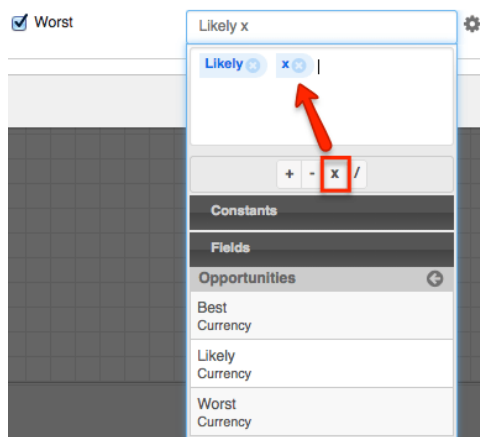 Worst
Likely x
Likely x
+ - x /
Constants
Fields
Opportunities
Best
Currency
Likely
Currency
Worst
Currency